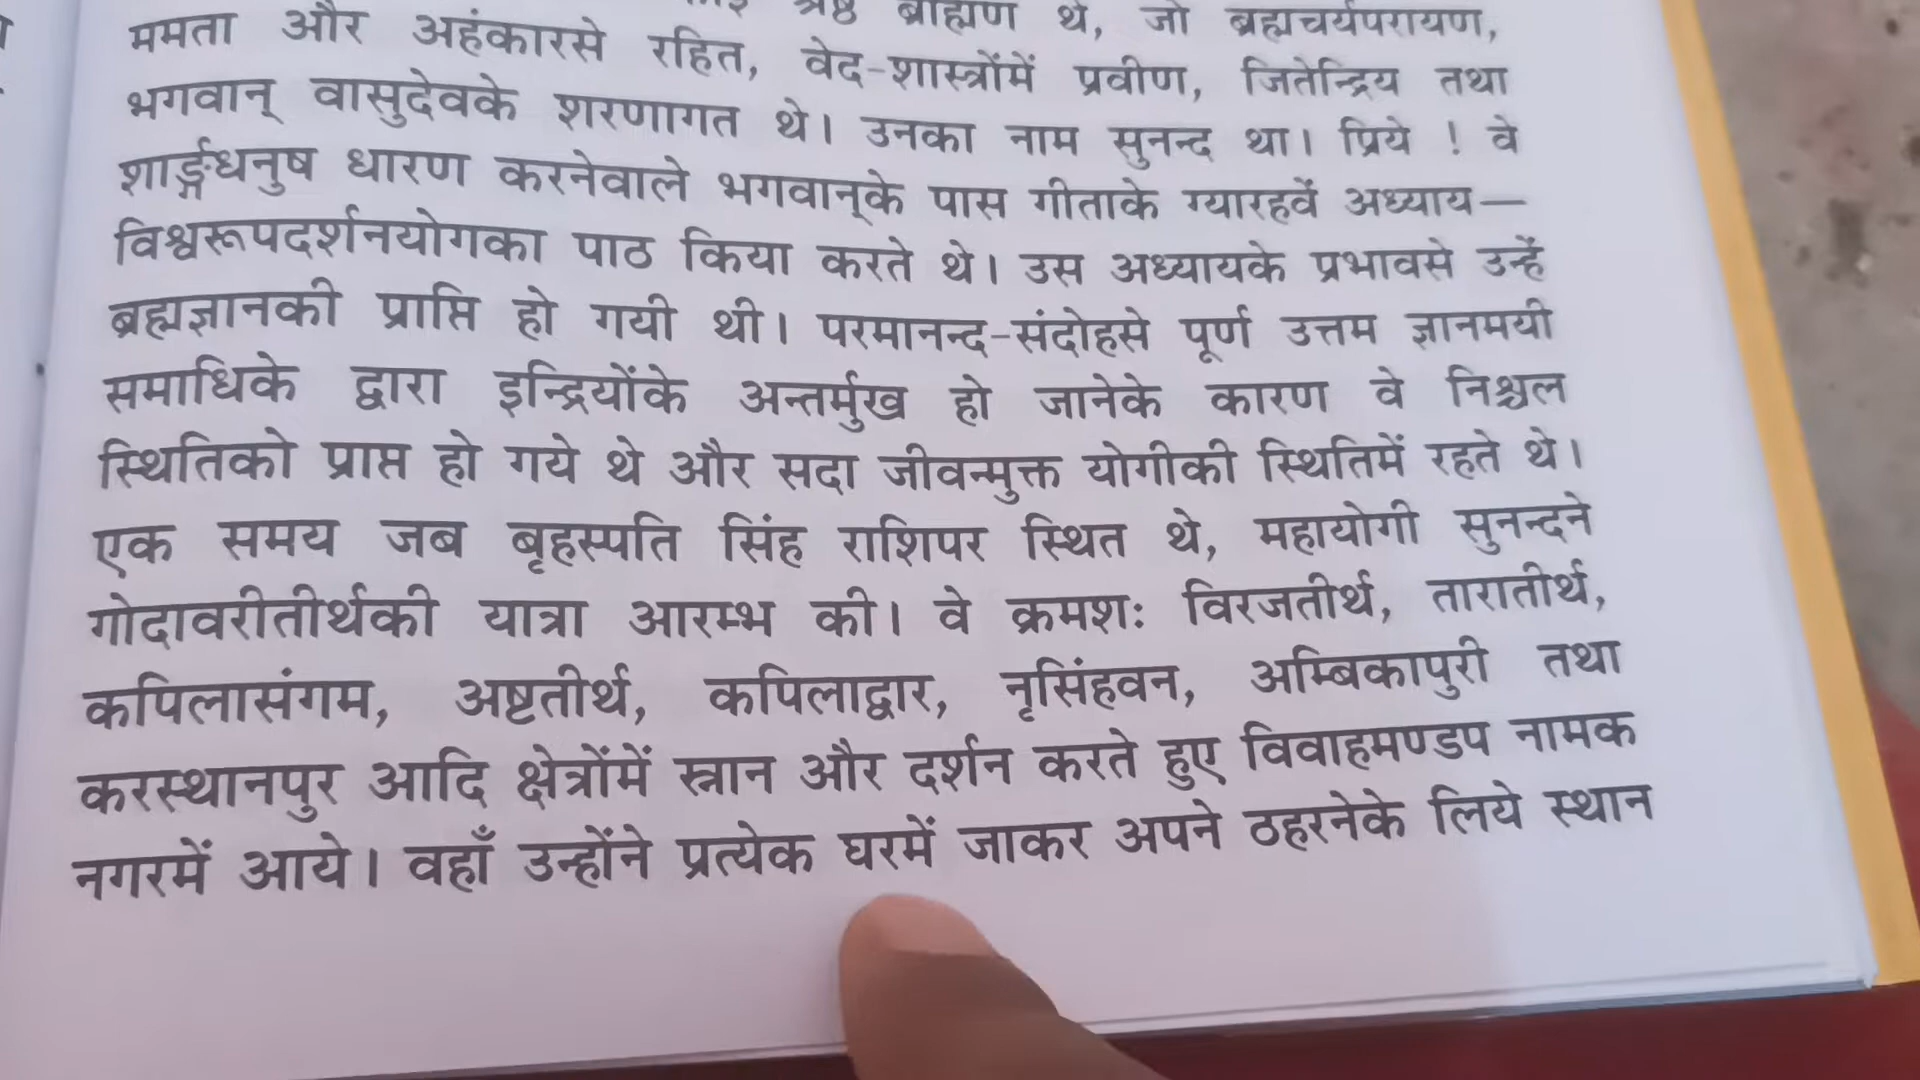 श्रेष्ठ ब्राह्मण थे, जो ब्रह्मचर्यपरायण,
ममता और अहंकारसे रहित, वेद-शास्त्रोंमें प्रवीण, जितेन्द्रिय तथा
भगवान् वासुदेवके शरणागत थे। उनका नाम सुनन्द था। प्रिये ! वे
शार्ङ्गधनुष धारण करनेवाले भगवान्‌के पास गीताके ग्यारहवें अध्याय—
विश्वरूपदर्शनयोगका पाठ किया करते थे। उस अध्यायके प्रभावसे उन्हें
ब्रह्मज्ञानकी प्राप्ति हो गयी थी। परमानन्द-संदोहसे पूर्ण उत्तम ज्ञानमयी
समाधिके द्वारा इन्द्रियोंके अन्तर्मुख हो जानेके कारण वे निश्चल
स्थितिको प्राप्त हो गये थे और सदा जीवन्मुक्त योगीकी स्थितिमें रहते थे।
एक समय जब बृहस्पति सिंह राशिपर स्थित थे, महायोगी सुनन्दने
गोदावरीतीर्थकी यात्रा आरम्भ की। वे क्रमशः विरजतीर्थ, तारातीर्थ,
कपिलासंगम, अष्टतीर्थ, कपिलाद्वार, नृसिंहवन, अम्बिकापुरी तथा
करस्थानपुर आदि क्षेत्रोंमें स्नान और दर्शन करते हुए विवाहमण्डप नामक
नगरमें आये। वहाँ उन्होंने प्रत्येक घरमें जाकर अपने ठहरनेके लिये स्थान